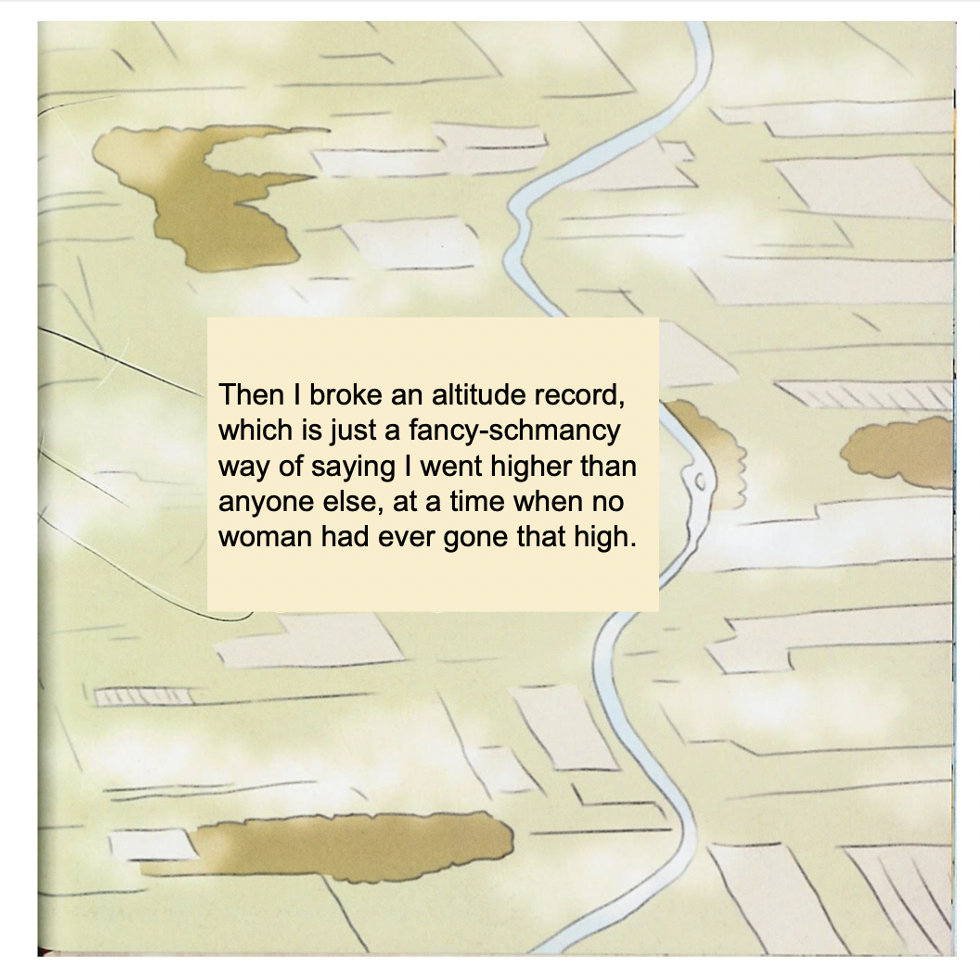 Then I broke an altitude record,
which is just a fancy-schmancy
way of saying I went higher than
anyone else, at a time when no
woman had ever gone that high.